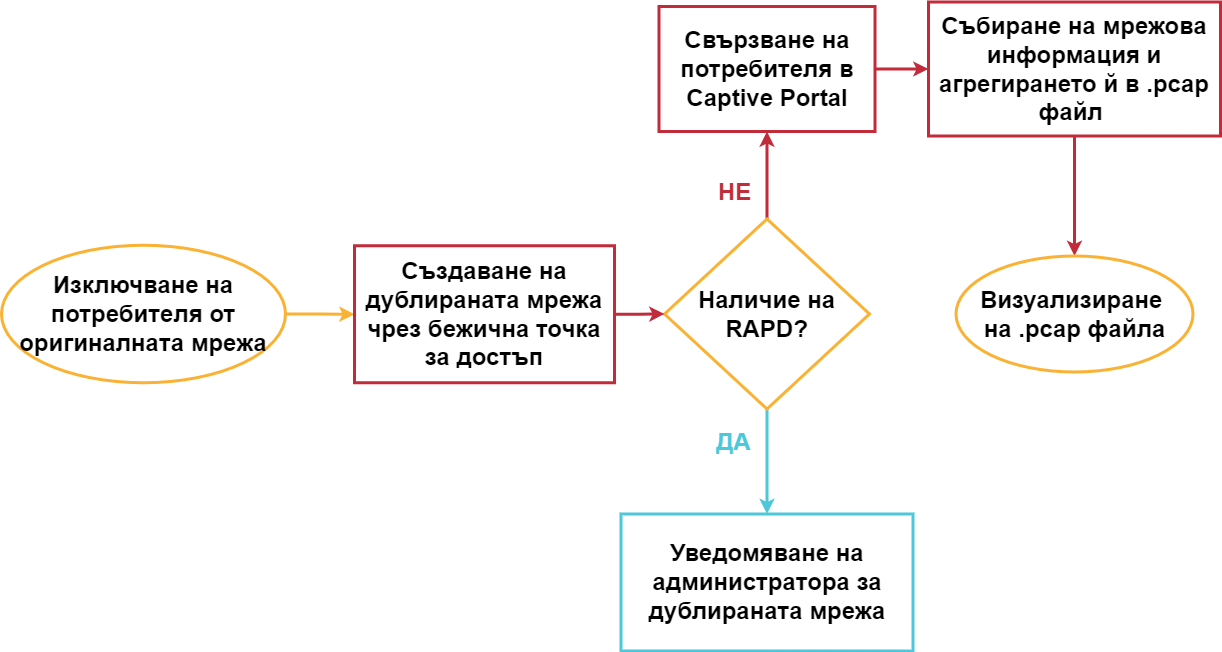 Изключване на
потребителя от
оригиналната мрежа
Създаване на
дублираната мрежа
чрез бежична точка
за достъп
Наличие на
RAPD?
НЕ
Свързване на
потребителя в
Captive Portal
Събиране на мрежова
информация и
агрегирането й в .pcap
файл
Визуализиране
на .pcap файла
ДА
Уведомяване на
администратора за
дублираната мрежа